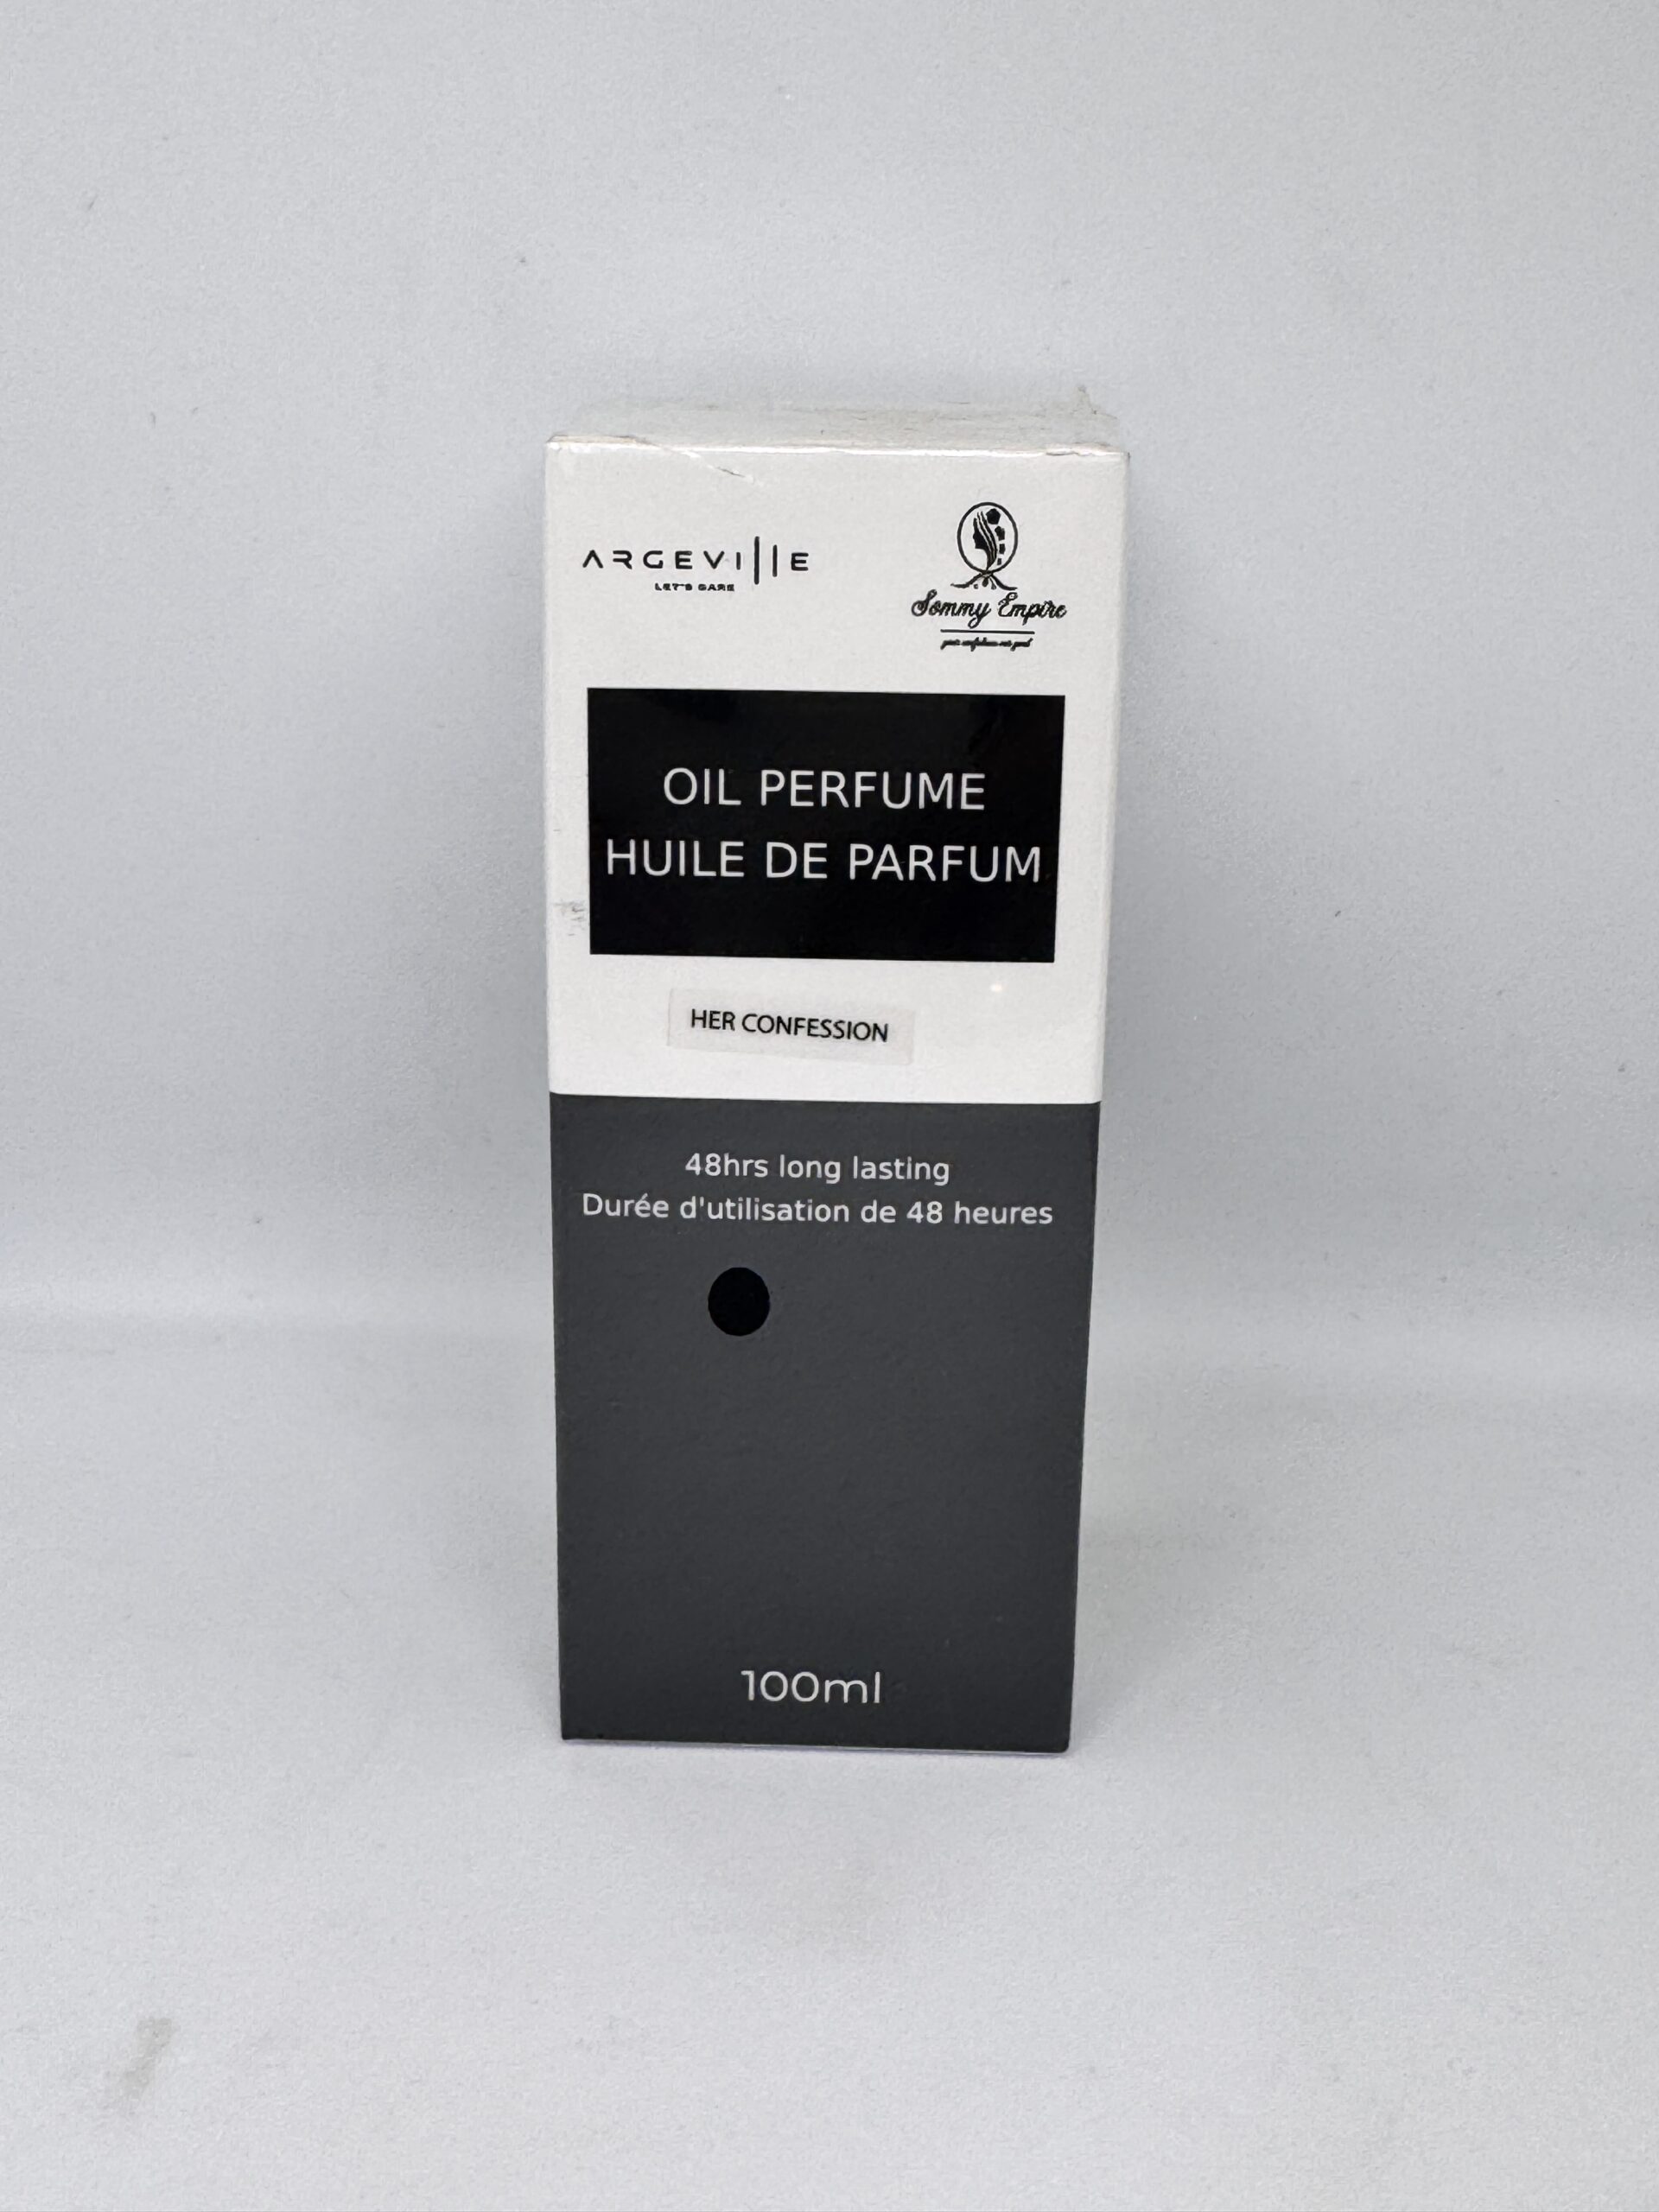 ARGEVILLE
LET'S GARE
Sommy Empire
OIL PERFUME
HUILE DE PARFUM
HER CONFESSION
48hrs long lasting
Durée d'utilisation de 48 heures
100ml